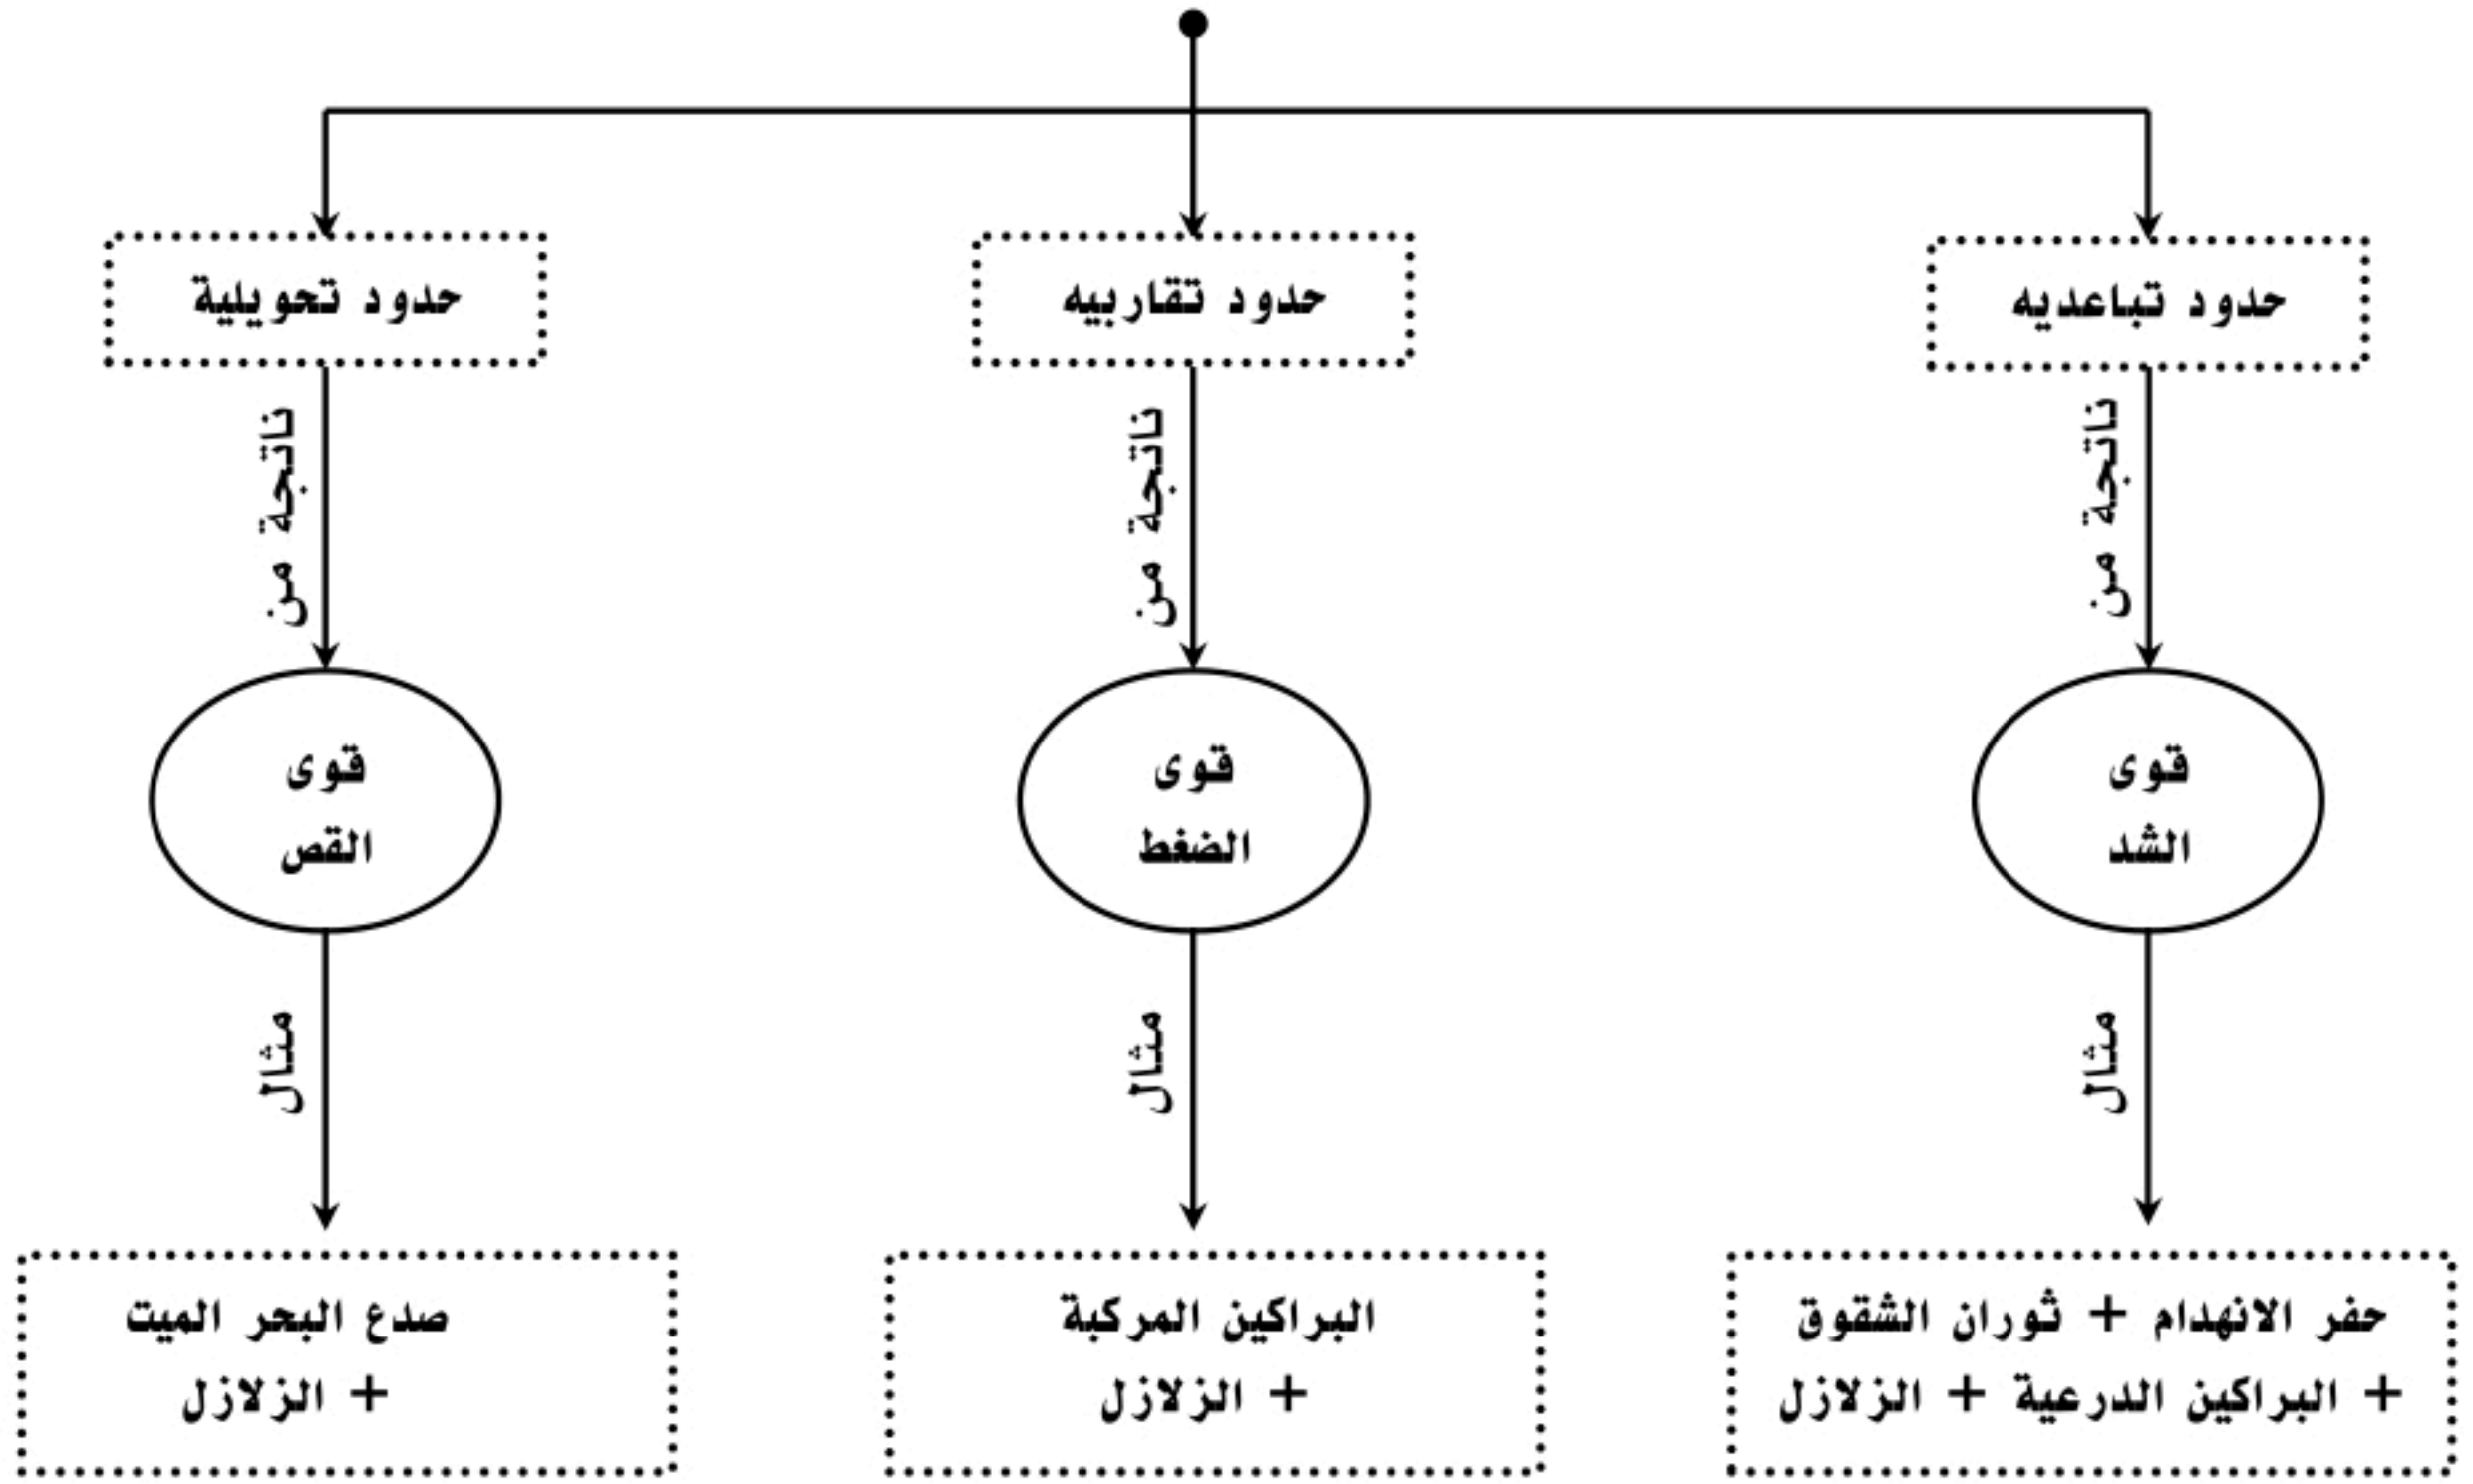 حدود تباعديه
حدود تقاربيه
حدود تحويلية
ناتجة من
ناتجة من
ناتجة من
قوى
الشد
قوى
الضغط
قوى
القص
مثال
مثال
مثال
حفر الانهدام + ثوران الشقوق
+ البراكين الدرعية + الزلازل
البراكين المركبة
+ الزلازل
صدع البحر الميت
+ الزلازل